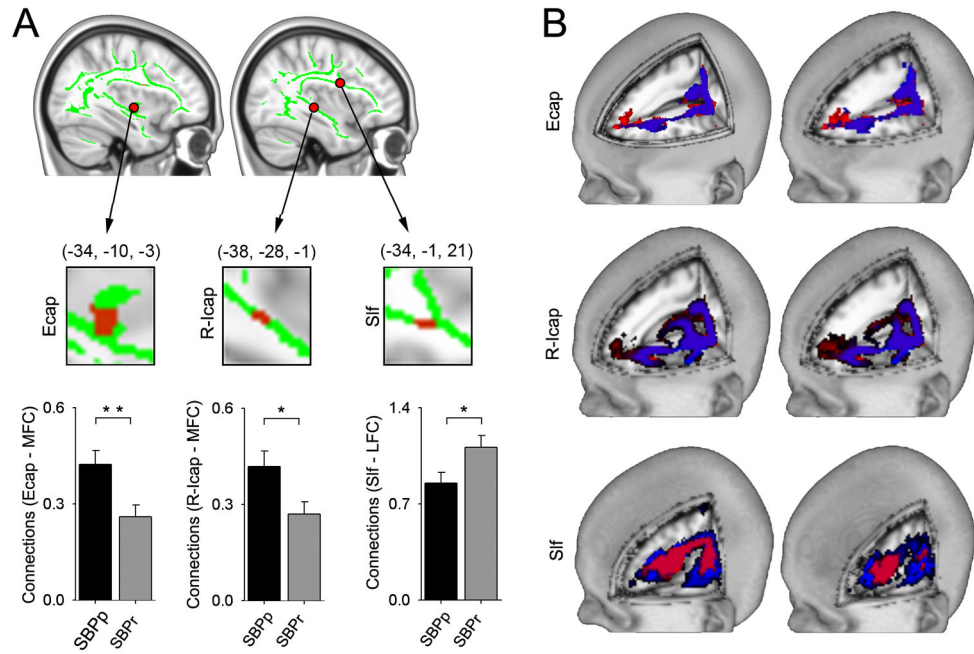 A
B
(-34, -10, -3)
(-38, -28, -1)
(-34, -1, 21)
Ecap
R-Icap
Slf
Connections (Ecap - MFC)
0.6
0.3
0.0
* *
SBPp
SBPr
Connections (R-Icap - MFC)
0.6
0.3
0.0
*
SBPp
SBPr
Connections (Slf - LFC)
1.4
0.7
0.0
*
SBPp
SBPr
Ecap
R-Icap
Slf